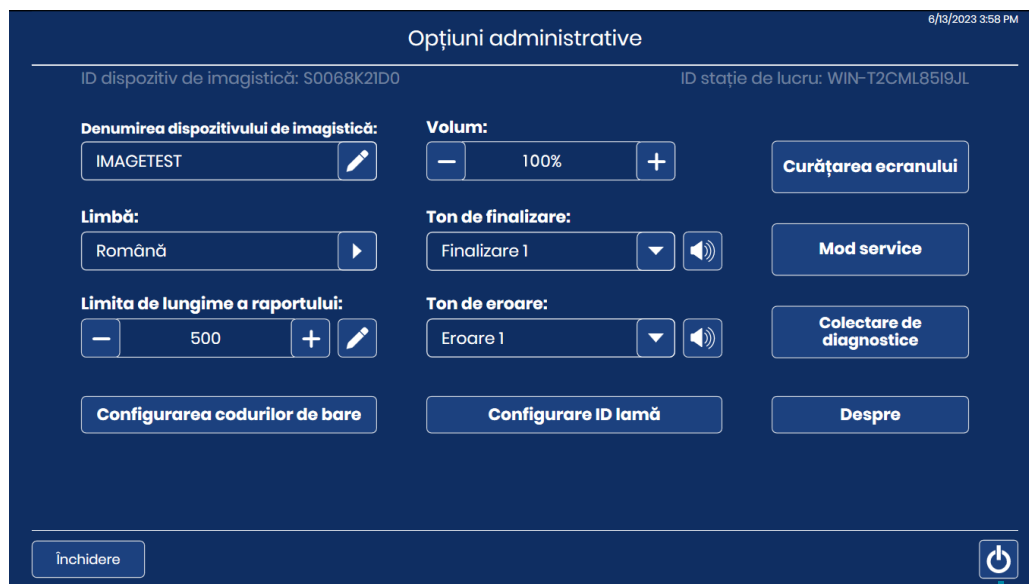 6/13/2023 3:58 PM
Opțiuni administrative
ID dispozitiv de imagistică: S0068K21D0
ID stație de lucru: WIN-T2CML85I9JL
Denumirea dispozitivului de imagistică:
IMAGETEST
Volum:
100%
Curățarea ecranului
Limbă:
Română
Ton de finalizare:
Finalizare 1
Mod service
Limita de lungime a raportului:
500
Ton de eroare:
Eroare 1
Colectare de
diagnostice
Configurarea codurilor de bare
Configurare ID lamă
Despre
Închidere